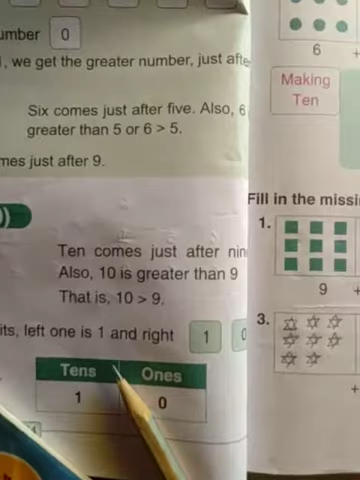 umber 0
, we get the greater number, just afte
Six comes just after five. Also, 6
greater than 5 or 6 > 5.
mes just after 9.
Ten comes just after nin
Also, 10 is greater than 9
That is, 10 > 9.
its, left one is 1 and right 1 0
Tens Ones
1 0
6 +
Making
Ten
Fill in the missi
1.
9 +
3.
+